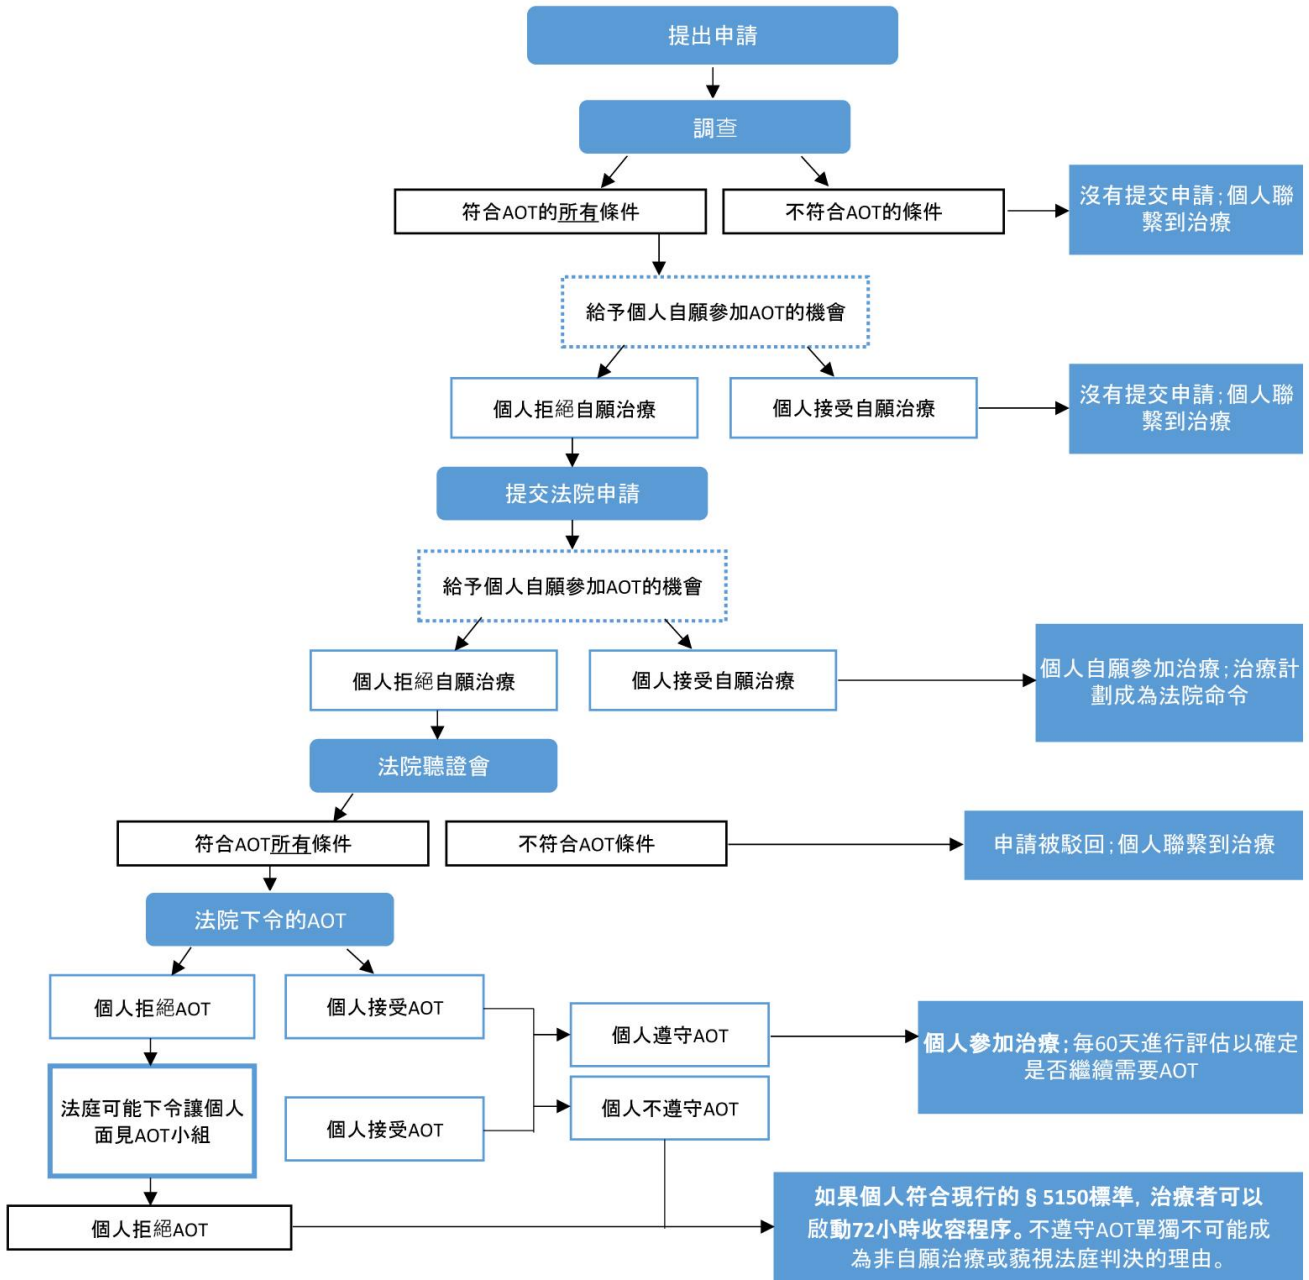 提出申請
調查
符合AOT的所有條件
不符合AOT的條件
沒有提交申請;個人聯
繫到治療
給予個人自願參加AOT的機會
個人拒絕自願治療
個人接受自願治療
沒有提交申請;個人聯
繫到治療
提交法院申請
給予個人自願參加AOT的機會
個人拒絕自願治療
個人接受自願治療
個人自願參加治療;治療計
劃成為法院命令
法院聽證會
符合AOT所有條件
不符合AOT條件
申請被駁回;個人聯繫到治療
法院下令的AOT
個人拒絕AOT
個人接受AOT
個人遵守AOT
個人參加治療;每60天進行評估以確定
是否繼續需要AOT
法庭可能下令讓個人
面見AOT小組
個人接受AOT
個人不遵守AOT
個人拒絕AOT
如果個人符合現行的 § 5150標準, 治療者可以
啟動72小時收容程序。不遵守AOT單獨不可能成
為非自願治療或藐視法庭判決的理由。